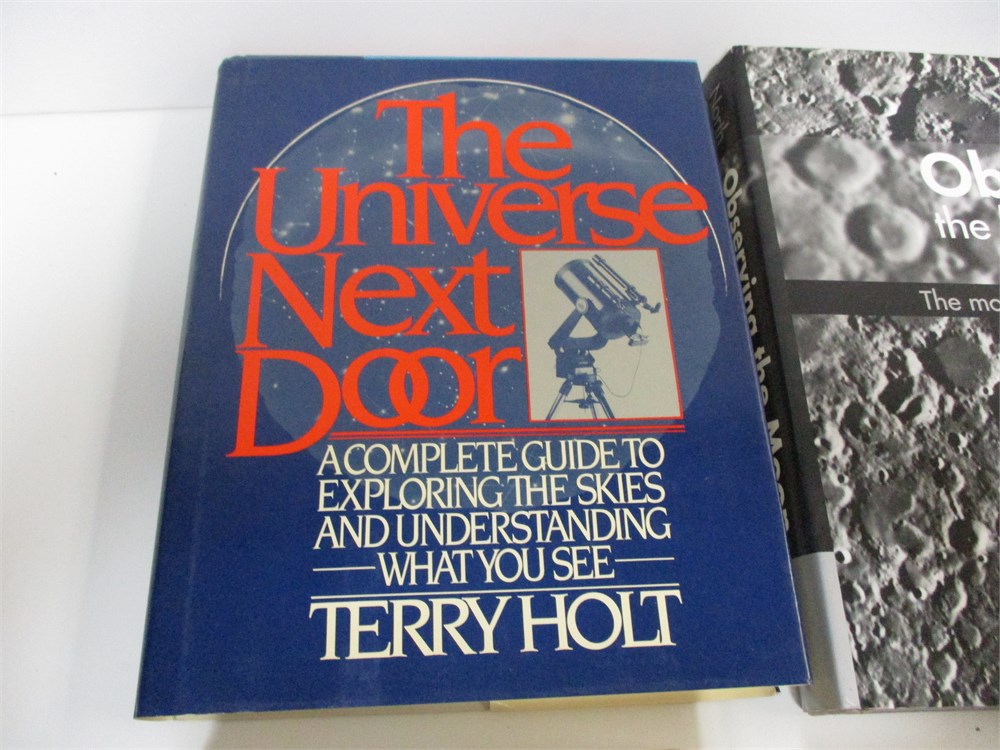 The
Universe
Next
Door
A COMPLETE GUIDE TO
EXPLORING THE SKIES
AND UNDERSTANDING
WHAT YOU SEE
TERRY HOLT
North
Observing the Moon
Ob
the
The mo